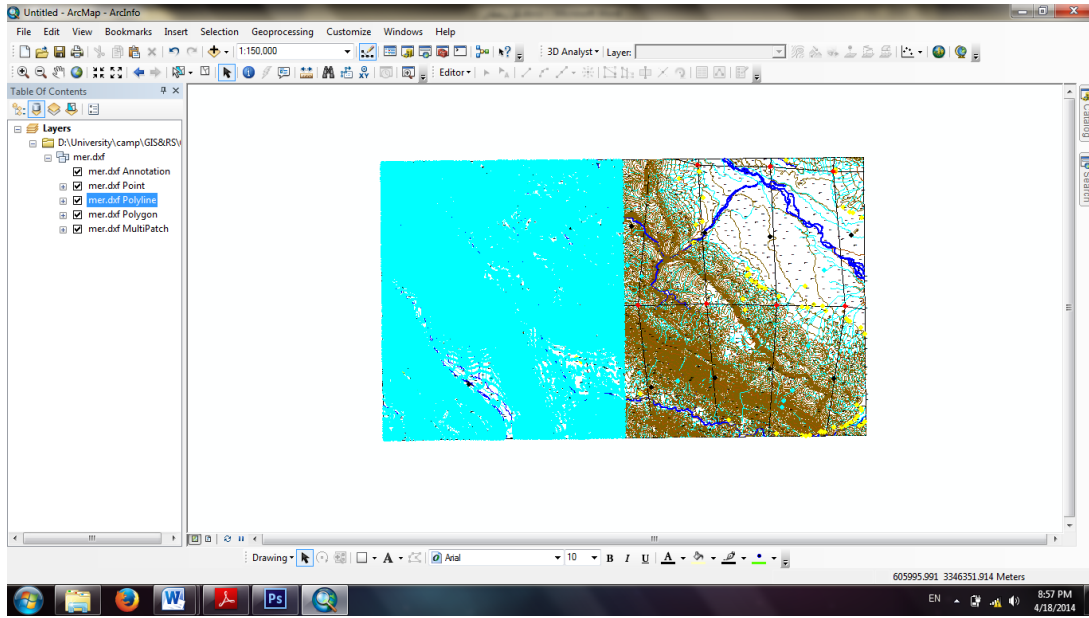 Untitled - ArcMap - ArcInfo
File Edit View Bookmarks Insert Selection Geoprocessing Customize Windows Help
1:150,000 3D Analyst Layer:
Editor
Table Of Contents
Layers
D:\University\camp\GIS&RS\
mer.dxf
mer.dxf Annotation
mer.dxf Point
mer.dxf Polyline
mer.dxf Polygon
mer.dxf MultiPatch
Catalog
Search
Drawing A Arial 10 B I U A
605995.991 3346351.914 Meters
W Ps
EN 8:57 PM
4/18/2014